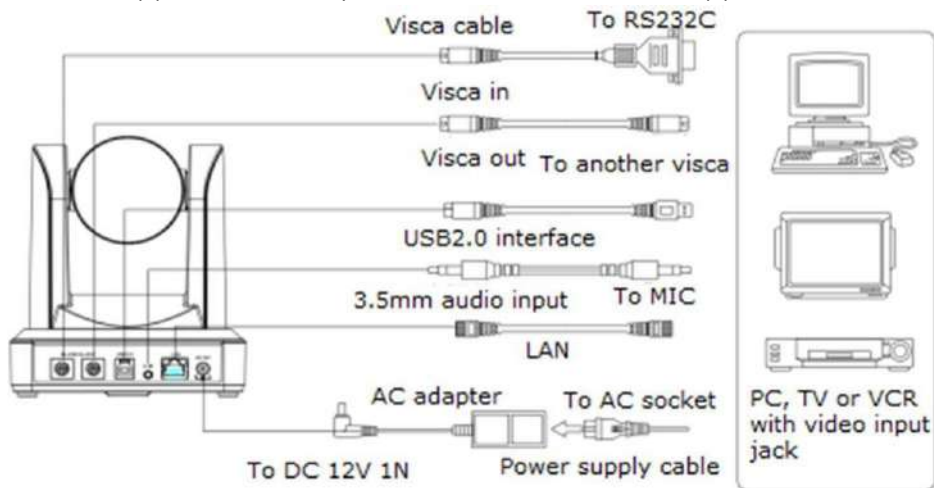 Visca cable
To RS232C
Visca in
Visca out
To another visca
USB2.0 interface
3.5mm audio input
To MIC
LAN
AC adapter
To AC socket
To DC 12V 1N
Power supply cable
PC, TV or VCR
with video input
jack